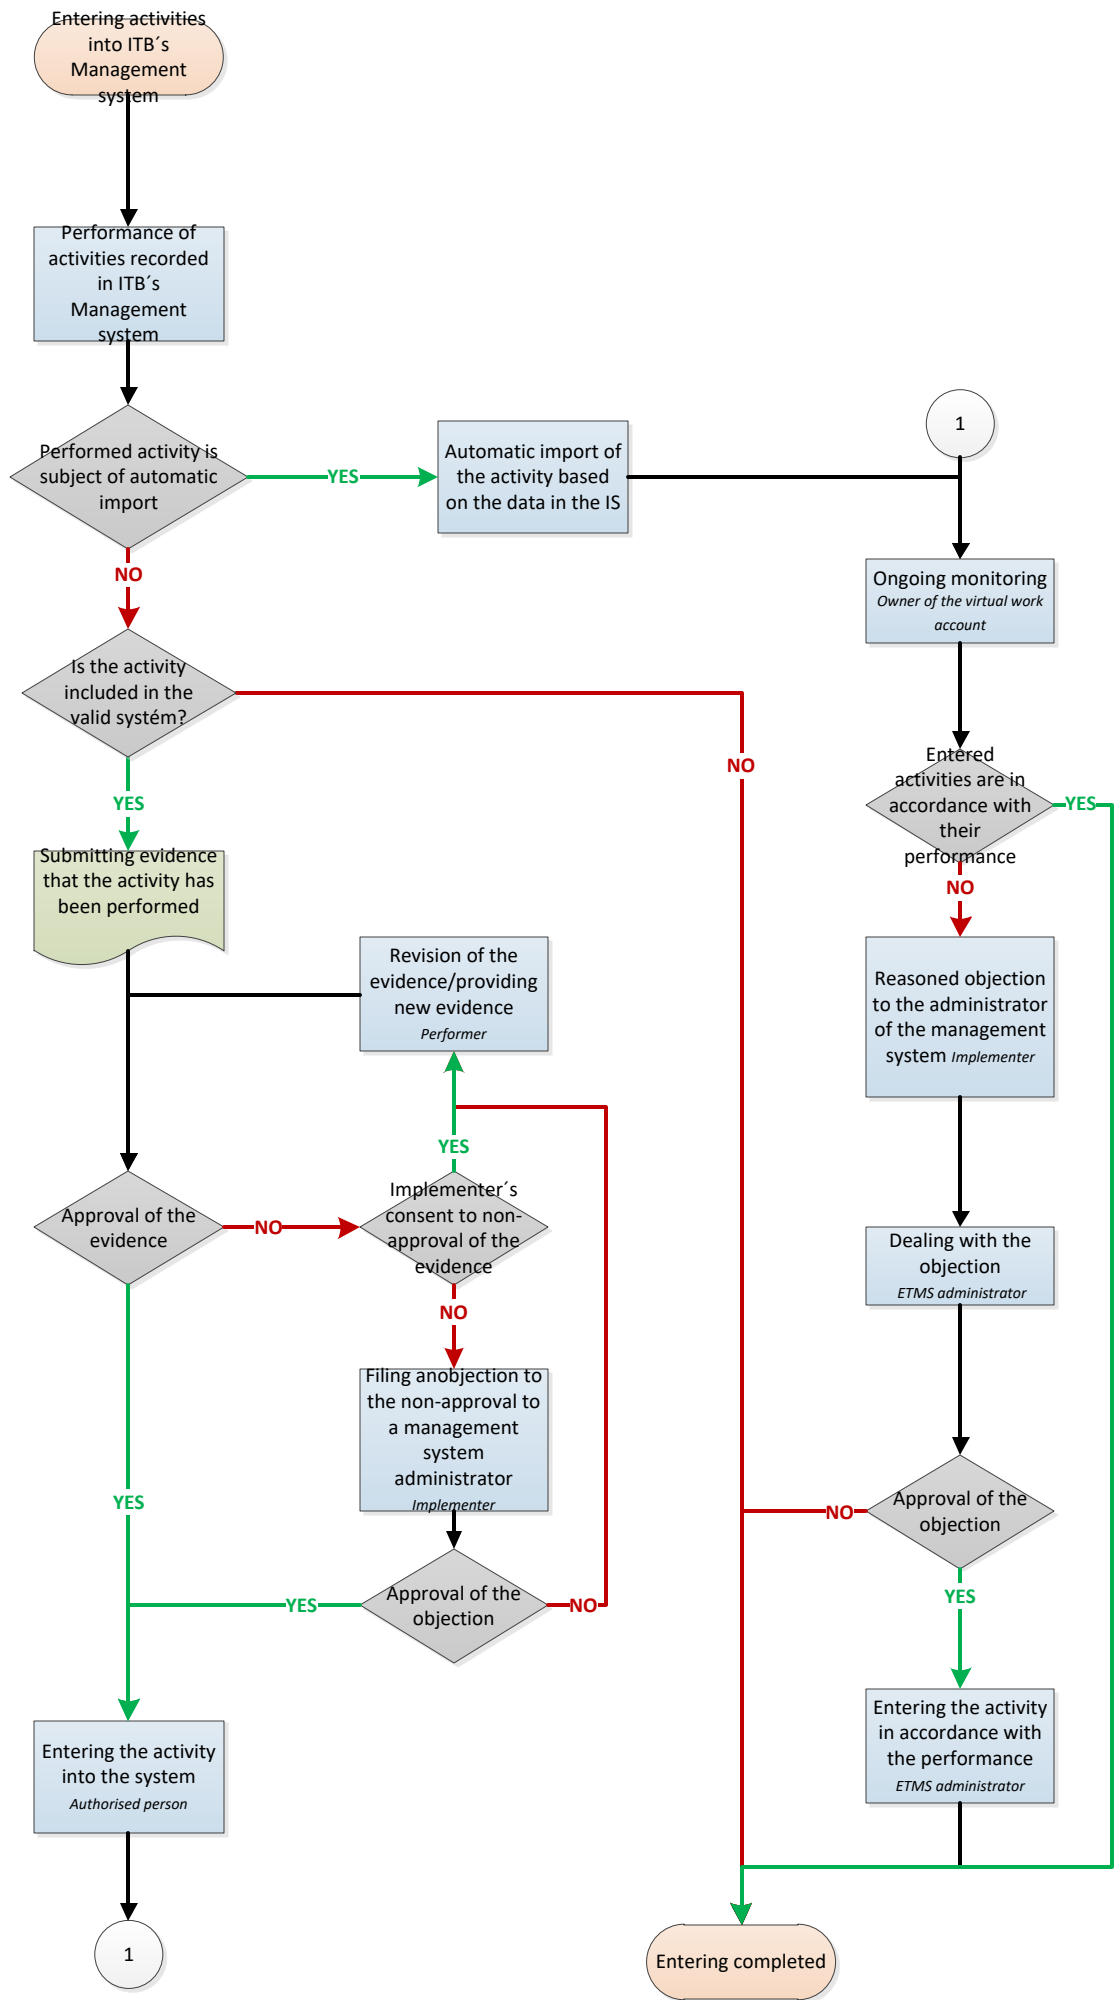 Entering activities
into ITB´s
Management
system
Performance of
activities recorded
in ITB´s
Management
system
Performed activity is
subject of automatic
import
YES
Automatic import of
the activity based
on the data in the IS
1
NO
Ongoing monitoring
Owner of the virtual work
account
Is the activity
included in the
valid systém?
NO
YES
Entered
activities are in
accordance with
their
performance
YES
NO
Submitting evidence
that the activity has
been performed
Revision of the
evidence/providing
new evidence
Performer
Reasoned objection
to the administrator
of the management
system Implementer
YES
Approval of the
evidence
NO
Implementer´s
consent to non-
approval of the
evidence
Dealing with the
objection
ETMS administrator
NO
Filing anobjection to
the non-approval to
a management
system
administrator
Implementer
YES
Approval of the
objection
NO
Approval of the
objection
NO
YES
YES
Entering the activity
into the system
Authorised person
Entering the activity
in accordance with
the performance
ETMS administrator
1
Entering completed